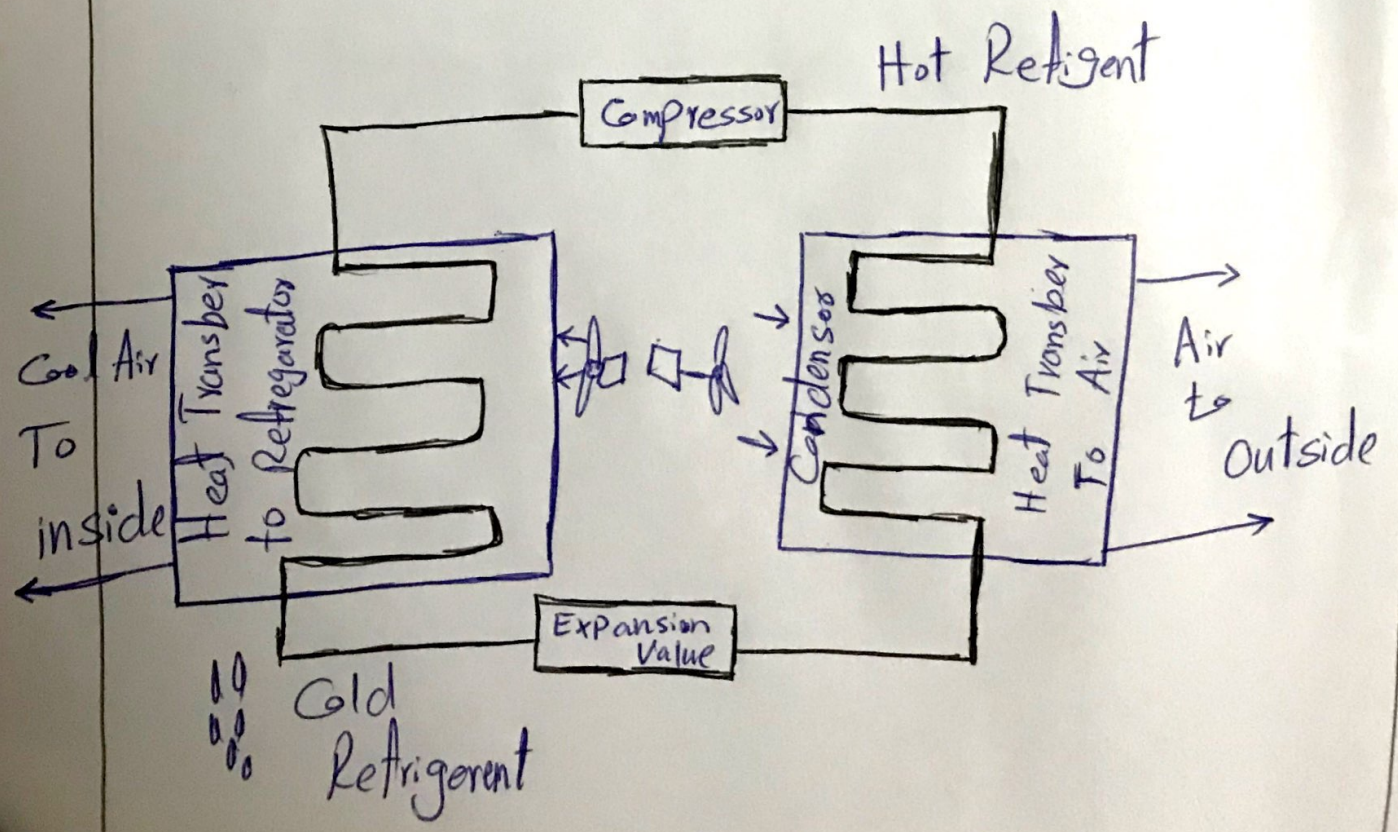 Hot Refigent
Compressor
Cool Air
To
inside
Heat Transber
to Refregarator
Condensor
Heat Transber
To Air
Air
to
Outside
Expansion
Value
Cold
Refrigerent